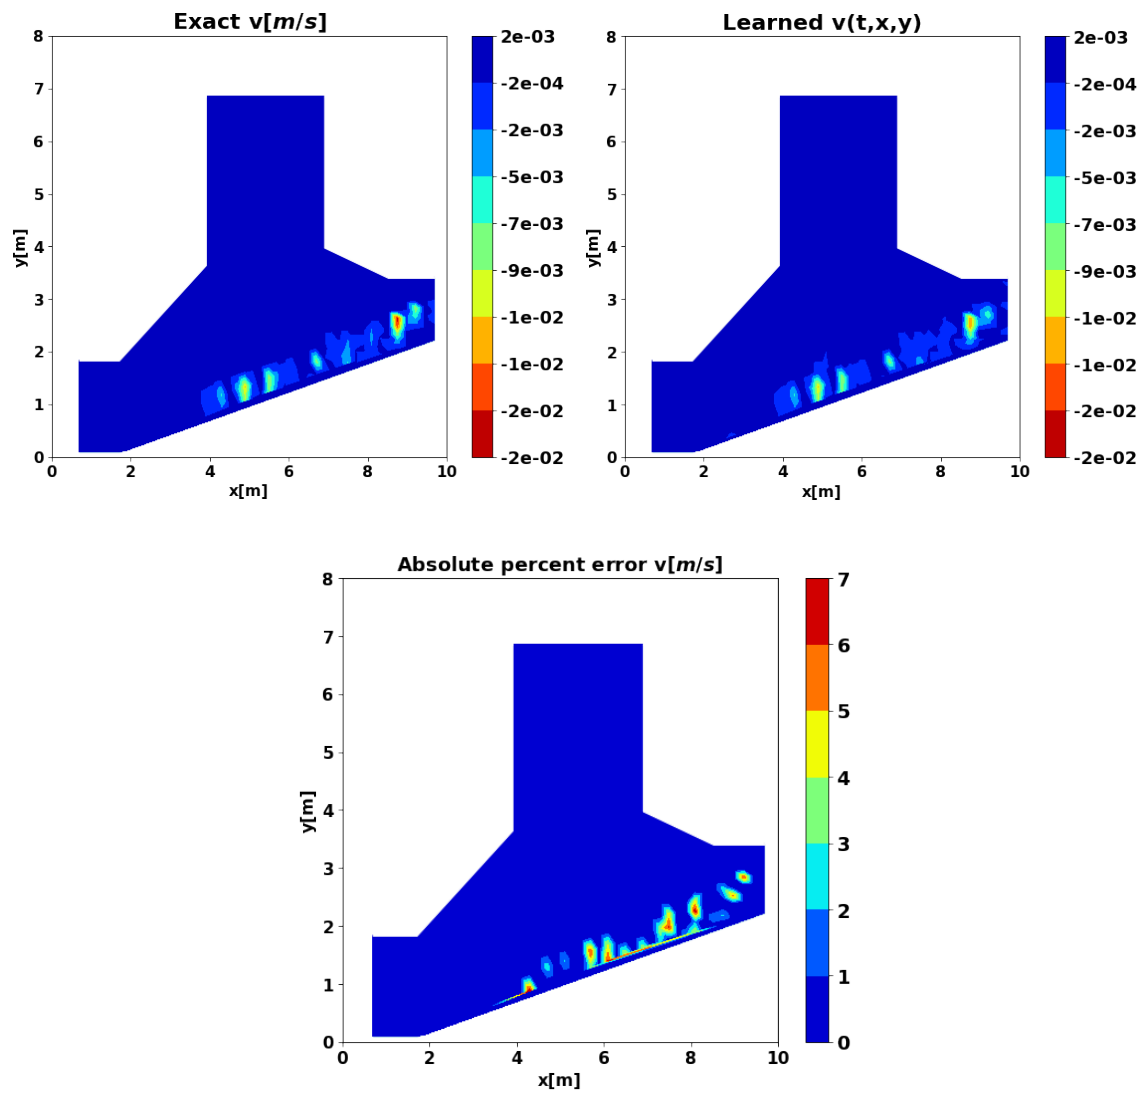 Exact v[m/s]
8
7
6
5
4
3
2
1
0
y[m]
0 2 4 6 8 10
x[m]
2e-03
-2e-04
-2e-03
-5e-03
-7e-03
-9e-03
-1e-02
-1e-02
-2e-02
-2e-02
Learned v(t,x,y)
8
7
6
5
4
3
2
1
0
y[m]
0 2 4 6 8 10
x[m]
2e-03
-2e-04
-2e-03
-5e-03
-7e-03
-9e-03
-1e-02
-1e-02
-2e-02
-2e-02
Absolute percent error v[m/s]
8
7
6
5
4
3
2
1
0
y[m]
0 2 4 6 8 10
x[m]
7
6
5
4
3
2
1
0